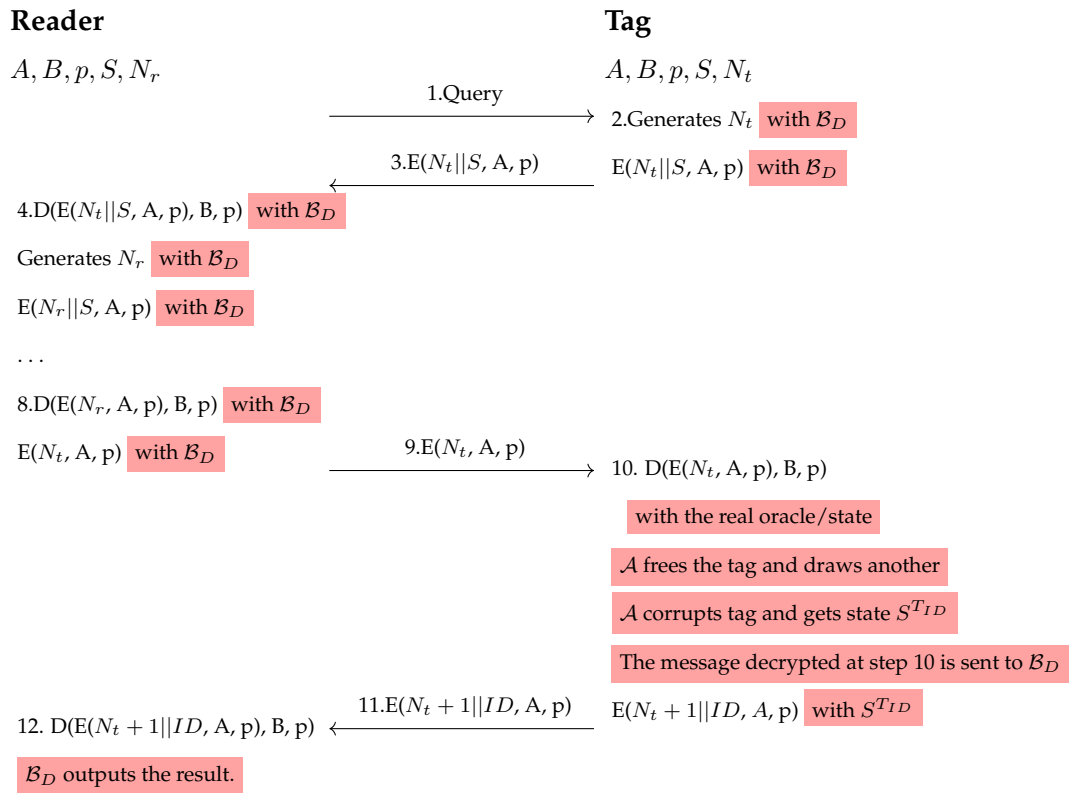 Reader
Tag
A, B, p, S, N_r
A, B, p, S, N_t
1.Query
2.Generates N_t with 𝓑_D
3.E(N_t||S, A, p)
E(N_t||S, A, p) with 𝓑_D
4.D(E(N_t||S, A, p), B, p) with 𝓑_D
Generates N_r with 𝓑_D
E(N_r||S, A, p) with 𝓑_D
. . .
8.D(E(N_r, A, p), B, p) with 𝓑_D
E(N_t, A, p) with 𝓑_D
9.E(N_t, A, p)
10. D(E(N_t, A, p), B, p)
with the real oracle/state
𝓐 frees the tag and draws another
𝓐 corrupts tag and gets state S^{T_{ID}}
The message decrypted at step 10 is sent to 𝓑_D
11.E(N_t + 1||ID, A, p)
E(N_t + 1||ID, A, p) with S^{T_{ID}}
12. D(E(N_t + 1||ID, A, p), B, p)
𝓑_D outputs the result.